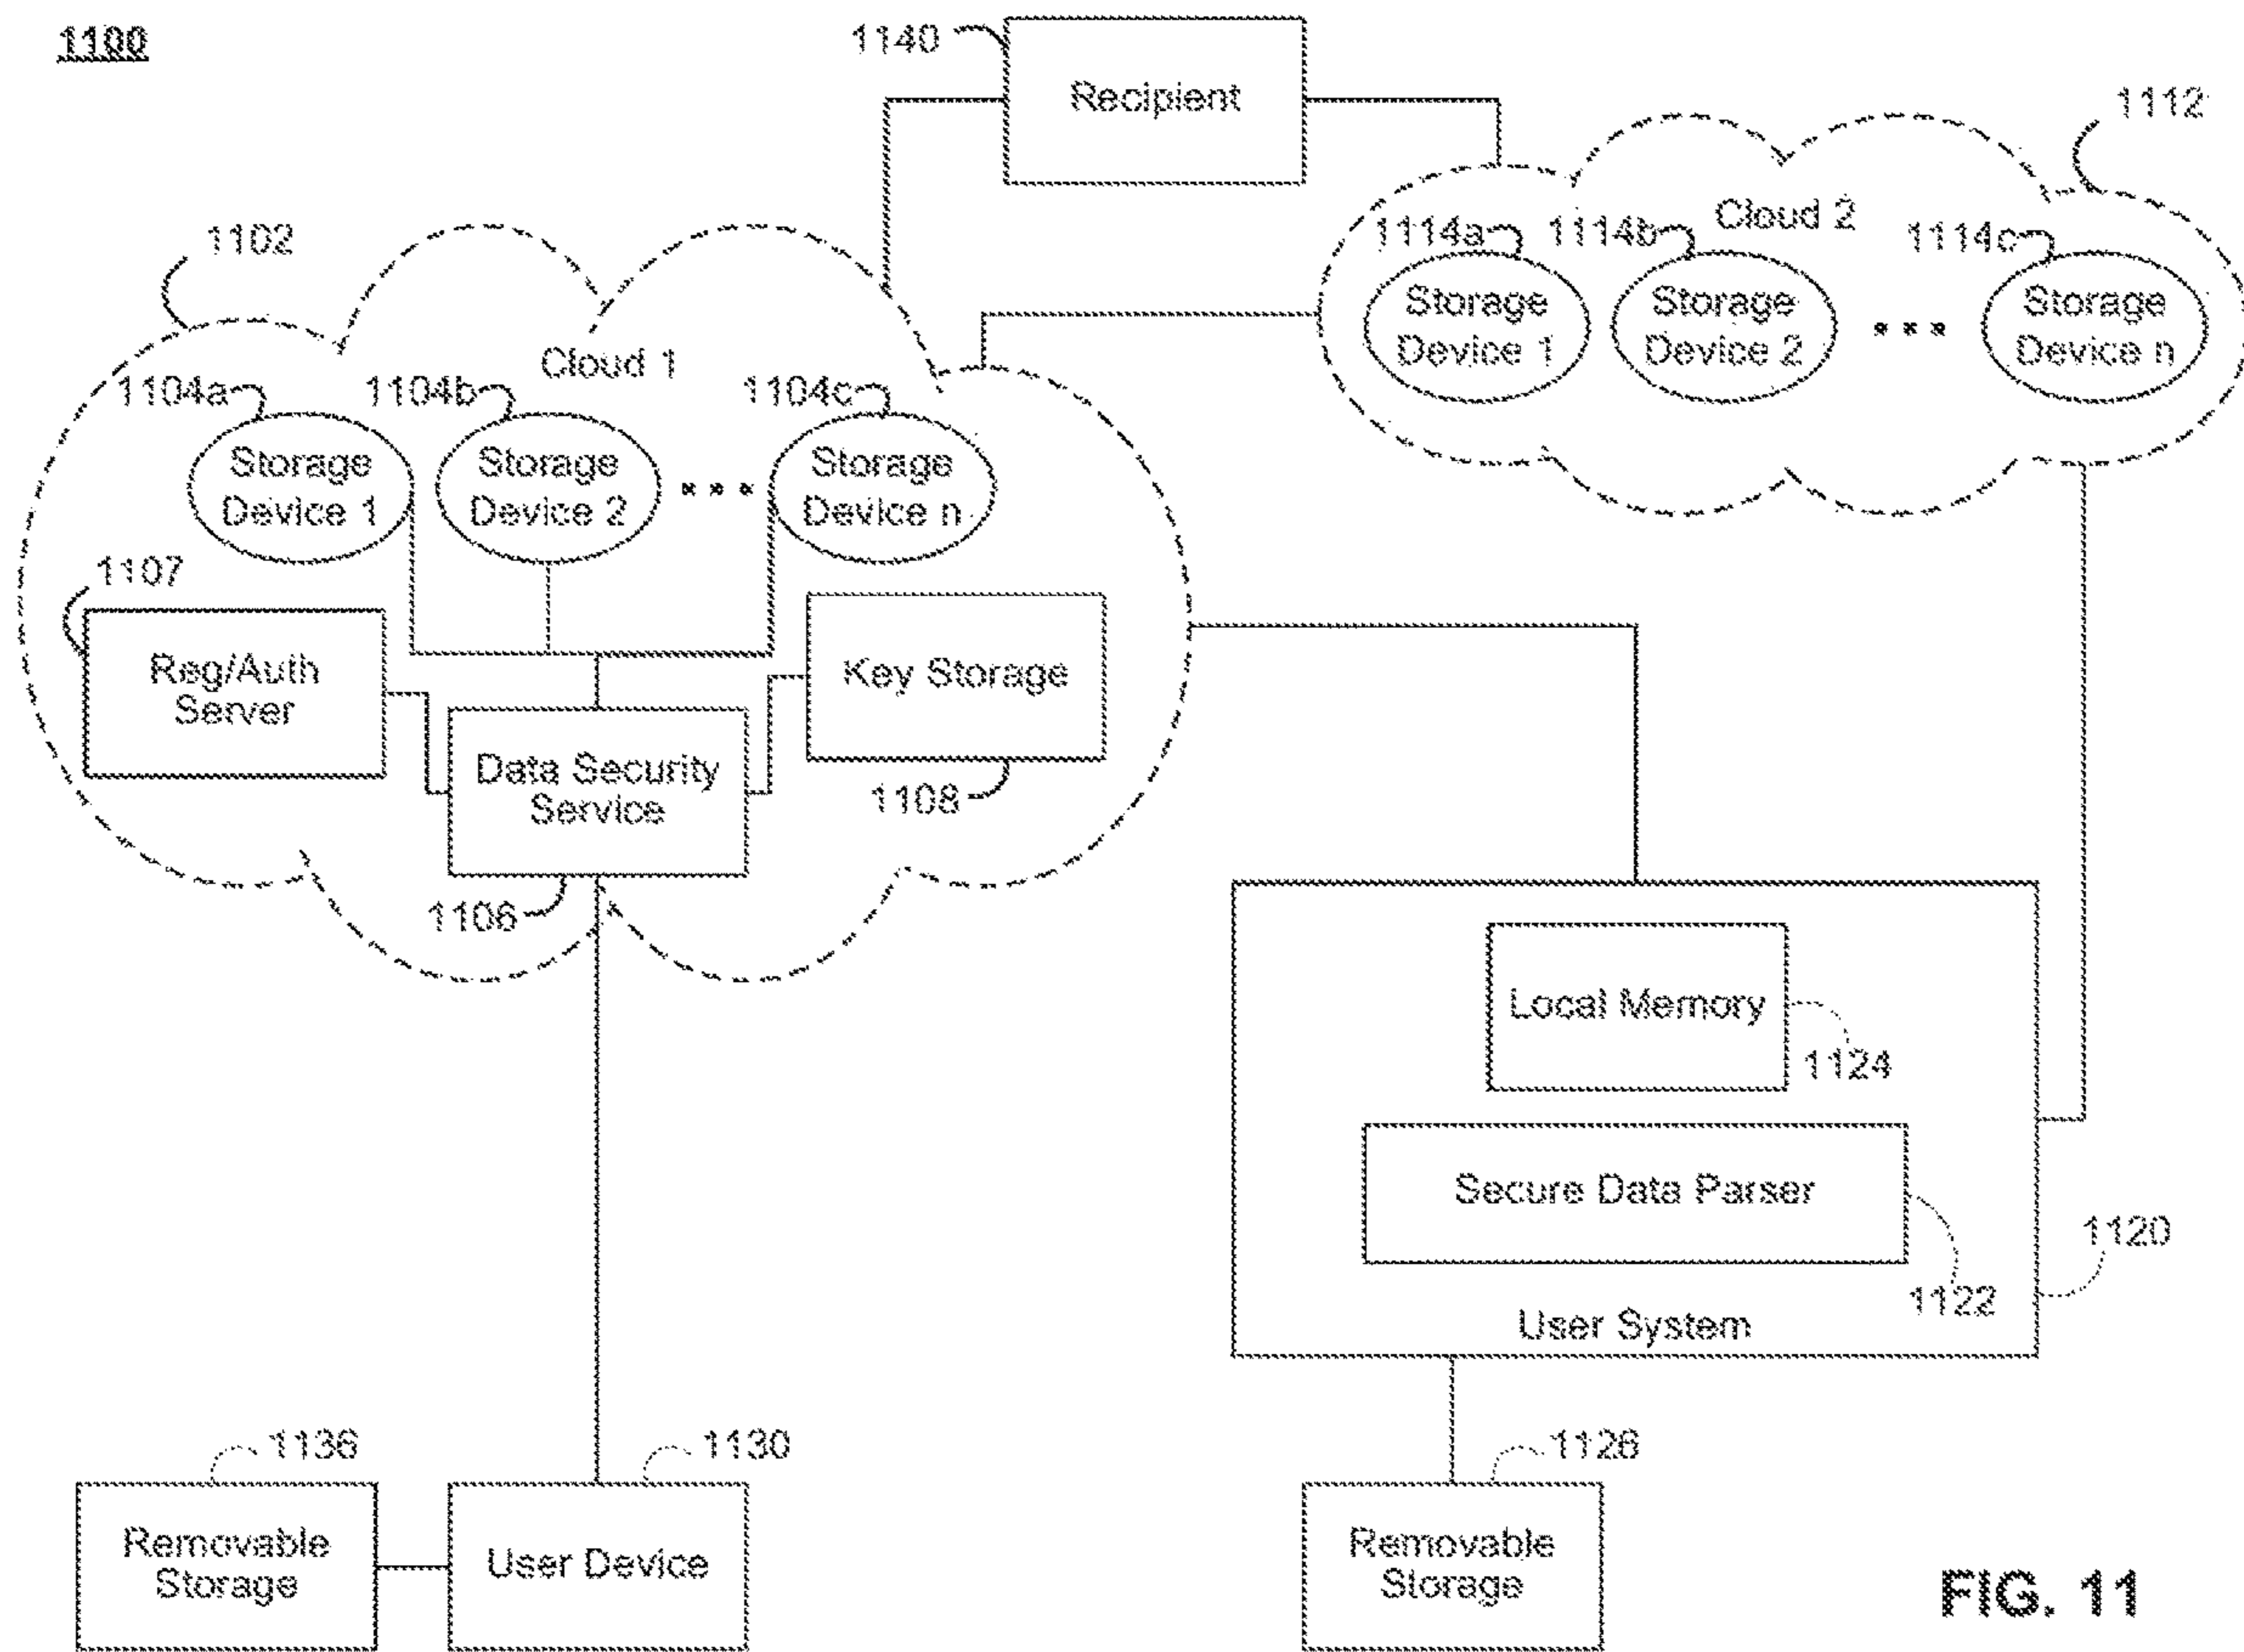 1100
1140
Recipient
1112
Cloud 2
1114a
1114b
1114c
Storage
Device 1
Storage
Device 2
Storage
Device n
1102
Cloud 1
1104a
1104b
1104c
Storage
Device 1
Storage
Device 2
Storage
Device n
1107
Reg/Auth
Server
Key Storage
1108
Data Security
Service
1106
Local Memory
1124
Secure Data Parser
1122
1120
User System
1136
Removable
Storage
1130
User Device
1126
Removable
Storage
FIG. 11